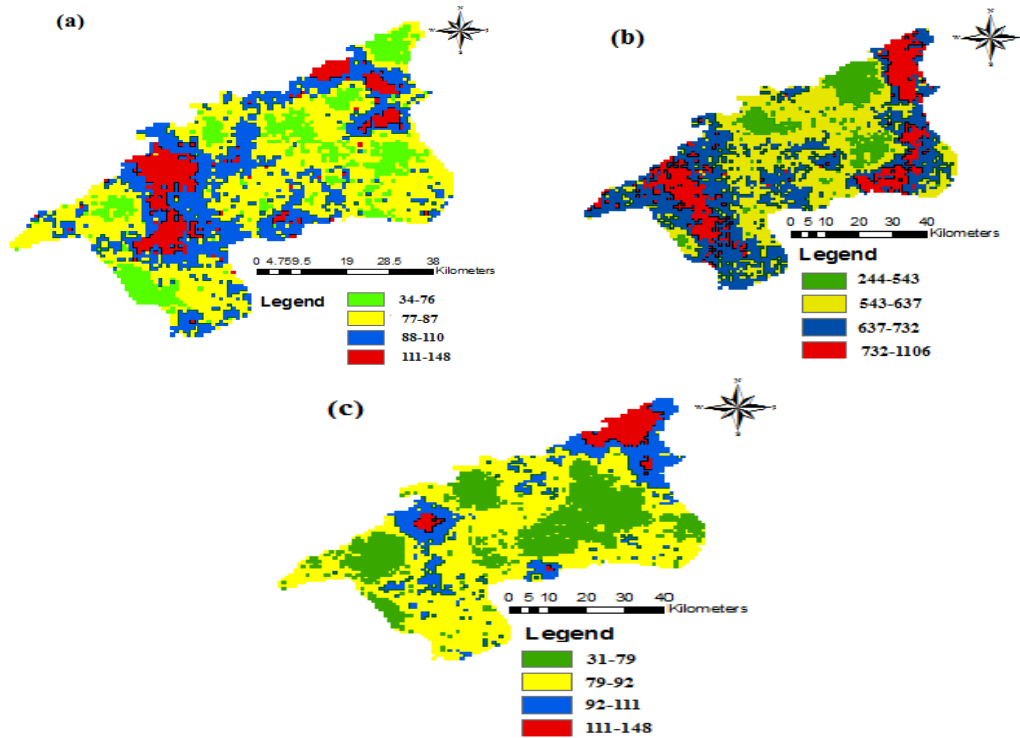 (a)
N
W E
S
0 4.759.5 19 28.5 38
Kilometers
Legend
34-76
77-87
88-110
111-148
(b)
N
W E
S
0 5 10 20 30 40
Kilometers
Legend
244-543
543-637
637-732
732-1106
(c)
N
W E
S
0 5 10 20 30 40
Kilometers
Legend
31-79
79-92
92-111
111-148